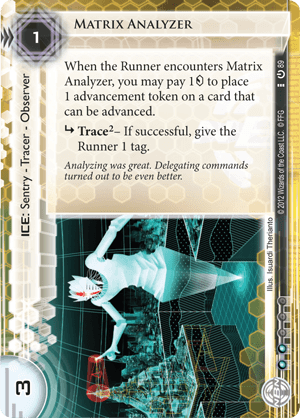 1
MATRIX ANALYZER
When the Runner encounters Matrix
Analyzer, you may pay 1 to place
1 advancement token on a card that
can be advanced.
Trace²– If successful, give the
Runner 1 tag.
Analyzing was great. Delegating commands
turned out to be even better.
ICE: Sentry - Tracer - Observer
89
© 2012 Wizards of the Coast LLC. © FFG
Illus. Isuardi Therianto
3